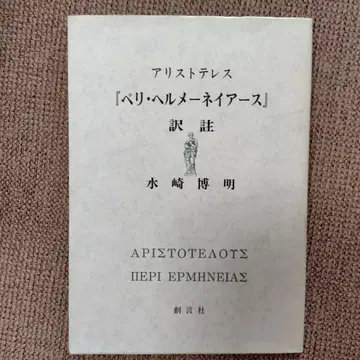 アリストテレス
『ペリ・ヘルメーネイアース』
訳註
水崎博明
ΑΡΙΣΤΟΤΕΛΟΥΣ
ΠΕΡΙ ΕΡΜΗΝΕΙΑΣ
創言社